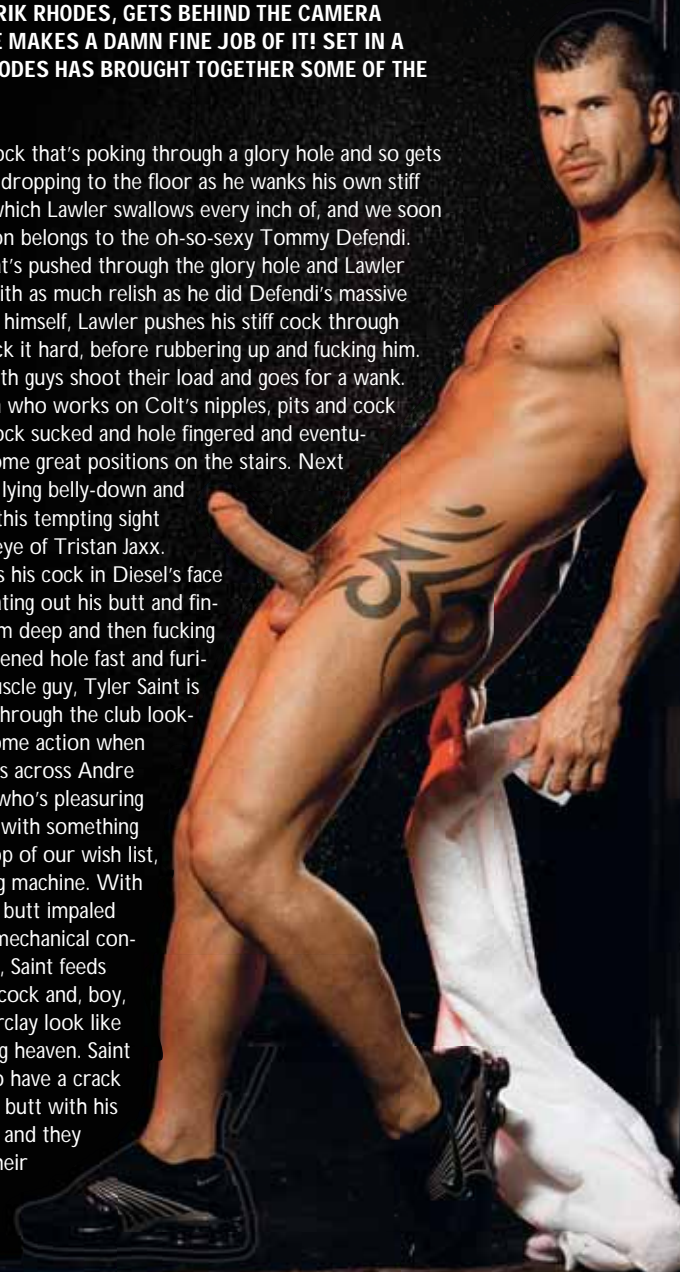 RIK RHODES, GETS BEHIND THE CAMERA
E MAKES A DAMN FINE JOB OF IT! SET IN A
ODES HAS BROUGHT TOGETHER SOME OF THE
ock that's poking through a glory hole and so gets
dropping to the floor as he wanks his own stiff
which Lawler swallows every inch of, and we soon
on belongs to the oh-so-sexy Tommy Defendi.
at's pushed through the glory hole and Lawler
ith as much relish as he did Defendi's massive
himself, Lawler pushes his stiff cock through
ck it hard, before rubbering up and fucking him.
th guys shoot their load and goes for a wank.
n who works on Colt's nipples, pits and cock
ock sucked and hole fingered and eventu-
ome great positions on the stairs. Next
lying belly-down and
this tempting sight
eye of Tristan Jaxx.
s his cock in Diesel's face
ating out his butt and fin-
m deep and then fucking
ened hole fast and furi-
uscle guy, Tyler Saint is
through the club look-
ome action when
s across Andre
who's pleasuring
with something
op of our wish list,
g machine. With
butt impaled
mechanical con-
, Saint feeds
cock and, boy,
rclay look like
g heaven. Saint
o have a crack
butt with his
and they
heir